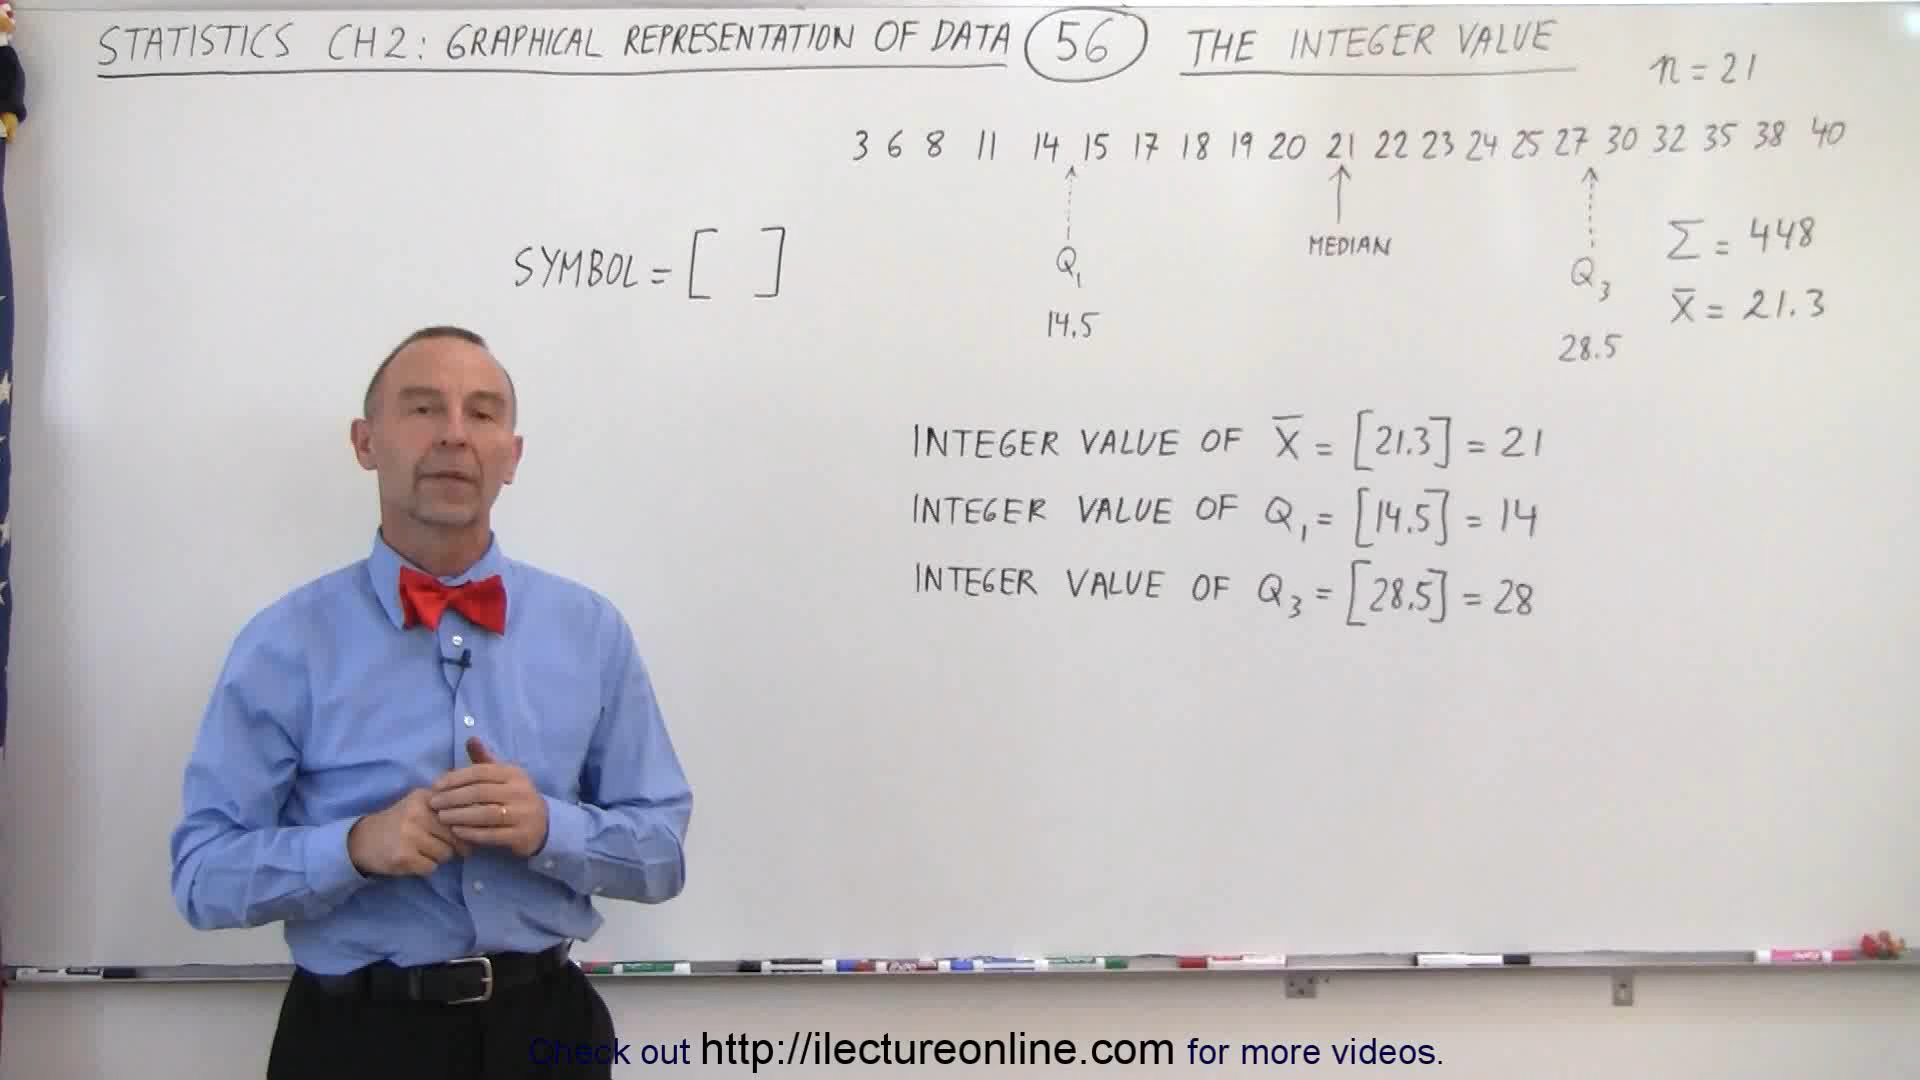 STATISTICS CH2: GRAPHICAL REPRESENTATION OF DATA 56 THE INTEGER VALUE
n = 21
3 6 8 11 14 15 17 18 19 20 21 22 23 24 25 27 30 32 35 38 40
SYMBOL = [ ]
Q1
14.5
MEDIAN
Q3
28.5
Σ = 448
X̄ = 21.3
INTEGER VALUE OF X̄ = [21.3] = 21
INTEGER VALUE OF Q1 = [14.5] = 14
INTEGER VALUE OF Q3 = [28.5] = 28
Check out http://ilectureonline.com for more videos.